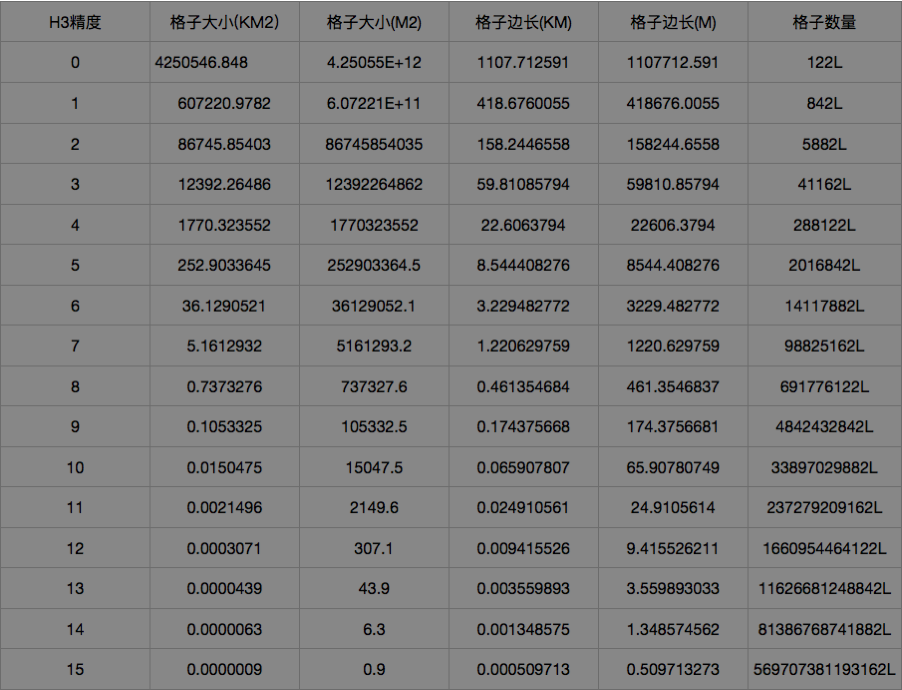 H3精度 格子大小(KM2) 格子大小(M2) 格子边长(KM) 格子边长(M) 格子数量
0 4250546.848 4.25055E+12 1107.712591 1107712.591 122L
1 607220.9782 6.07221E+11 418.6760055 418676.0055 842L
2 86745.85403 86745854035 158.2446558 158244.6558 5882L
3 12392.26486 12392264862 59.81085794 59810.85794 41162L
4 1770.323552 1770323552 22.6063794 22606.3794 288122L
5 252.9033645 252903364.5 8.544408276 8544.408276 2016842L
6 36.1290521 36129052.1 3.229482772 3229.482772 14117882L
7 5.1612932 5161293.2 1.220629759 1220.629759 98825162L
8 0.7373276 737327.6 0.461354684 461.3546837 691776122L
9 0.1053325 105332.5 0.174375668 174.3756681 4842432842L
10 0.0150475 15047.5 0.065907807 65.90780749 33897029882L
11 0.0021496 2149.6 0.024910561 24.9105614 237279209162L
12 0.0003071 307.1 0.009415526 9.415526211 1660954464122L
13 0.0000439 43.9 0.003559893 3.559893033 11626681248842L
14 0.0000063 6.3 0.001348575 1.348574562 81386768741882L
15 0.0000009 0.9 0.000509713 0.509713273 569707381193162L